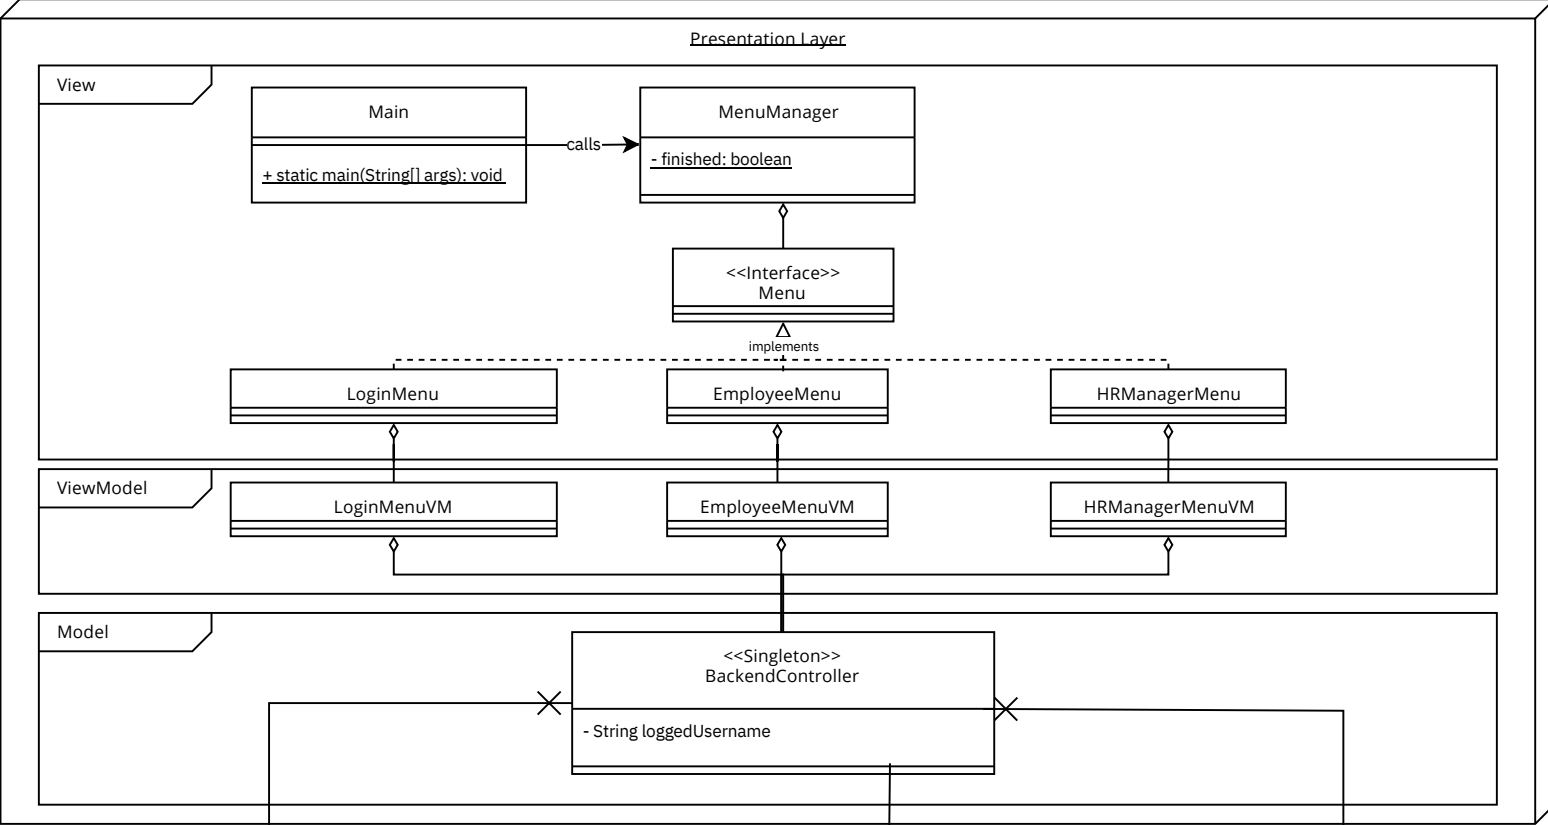 Presentation Layer
View
Main
+ static main(String[] args): void
calls
MenuManager
- finished: boolean
<<Interface>>
Menu
implements
LoginMenu
EmployeeMenu
HRManagerMenu
ViewModel
LoginMenuVM
EmployeeMenuVM
HRManagerMenuVM
Model
<<Singleton>>
BackendController
- String loggedUsername